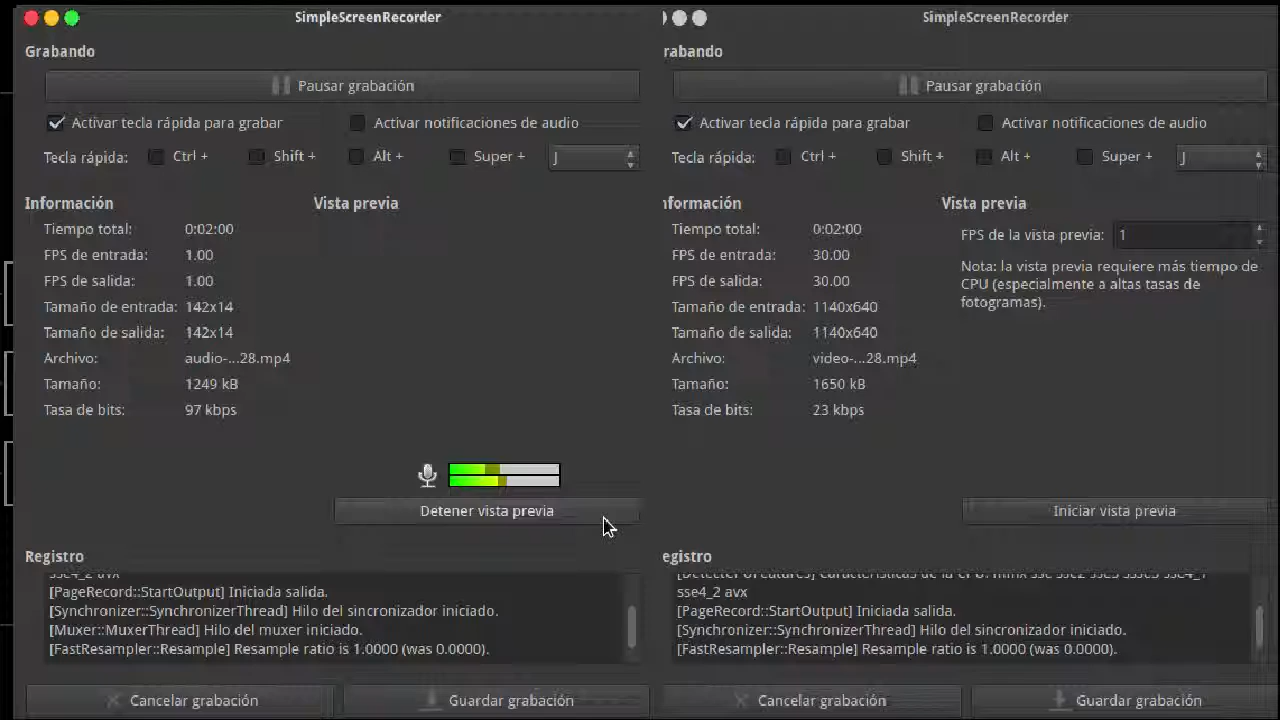 SimpleScreenRecorder
Grabando
Pausar grabación
Activar tecla rápida para grabar
Activar notificaciones de audio
Tecla rápida:
Ctrl +
Shift +
Alt +
Super +
J
Información
Vista previa
Tiempo total: 0:02:00
FPS de entrada: 1.00
FPS de salida: 1.00
Tamaño de entrada: 142x14
Tamaño de salida: 142x14
Archivo: audio-...28.mp4
Tamaño: 1249 kB
Tasa de bits: 97 kbps
Detener vista previa
Registro
sse4_2 avx
[PageRecord::StartOutput] Iniciada salida.
[Synchronizer::SynchronizerThread] Hilo del sincronizador iniciado.
[Muxer::MuxerThread] Hilo del muxer iniciado.
[FastResampler::Resample] Resample ratio is 1.0000 (was 0.0000).
Cancelar grabación
Guardar grabación
SimpleScreenRecorder
rabando
Pausar grabación
Activar tecla rápida para grabar
Activar notificaciones de audio
Tecla rápida:
Ctrl +
Shift +
Alt +
Super +
J
nformación
Vista previa
Tiempo total: 0:02:00
FPS de entrada: 30.00
FPS de salida: 30.00
Tamaño de entrada: 1140x640
Tamaño de salida: 1140x640
Archivo: video-...28.mp4
Tamaño: 1650 kB
Tasa de bits: 23 kbps
FPS de la vista previa: 1
Nota: la vista previa requiere más tiempo de
CPU (especialmente a altas tasas de
fotogramas).
Iniciar vista previa
egistro
sse4_2 avx
[PageRecord::StartOutput] Iniciada salida.
[Synchronizer::SynchronizerThread] Hilo del sincronizador iniciado.
[FastResampler::Resample] Resample ratio is 1.0000 (was 0.0000).
Cancelar grabación
Guardar grabación